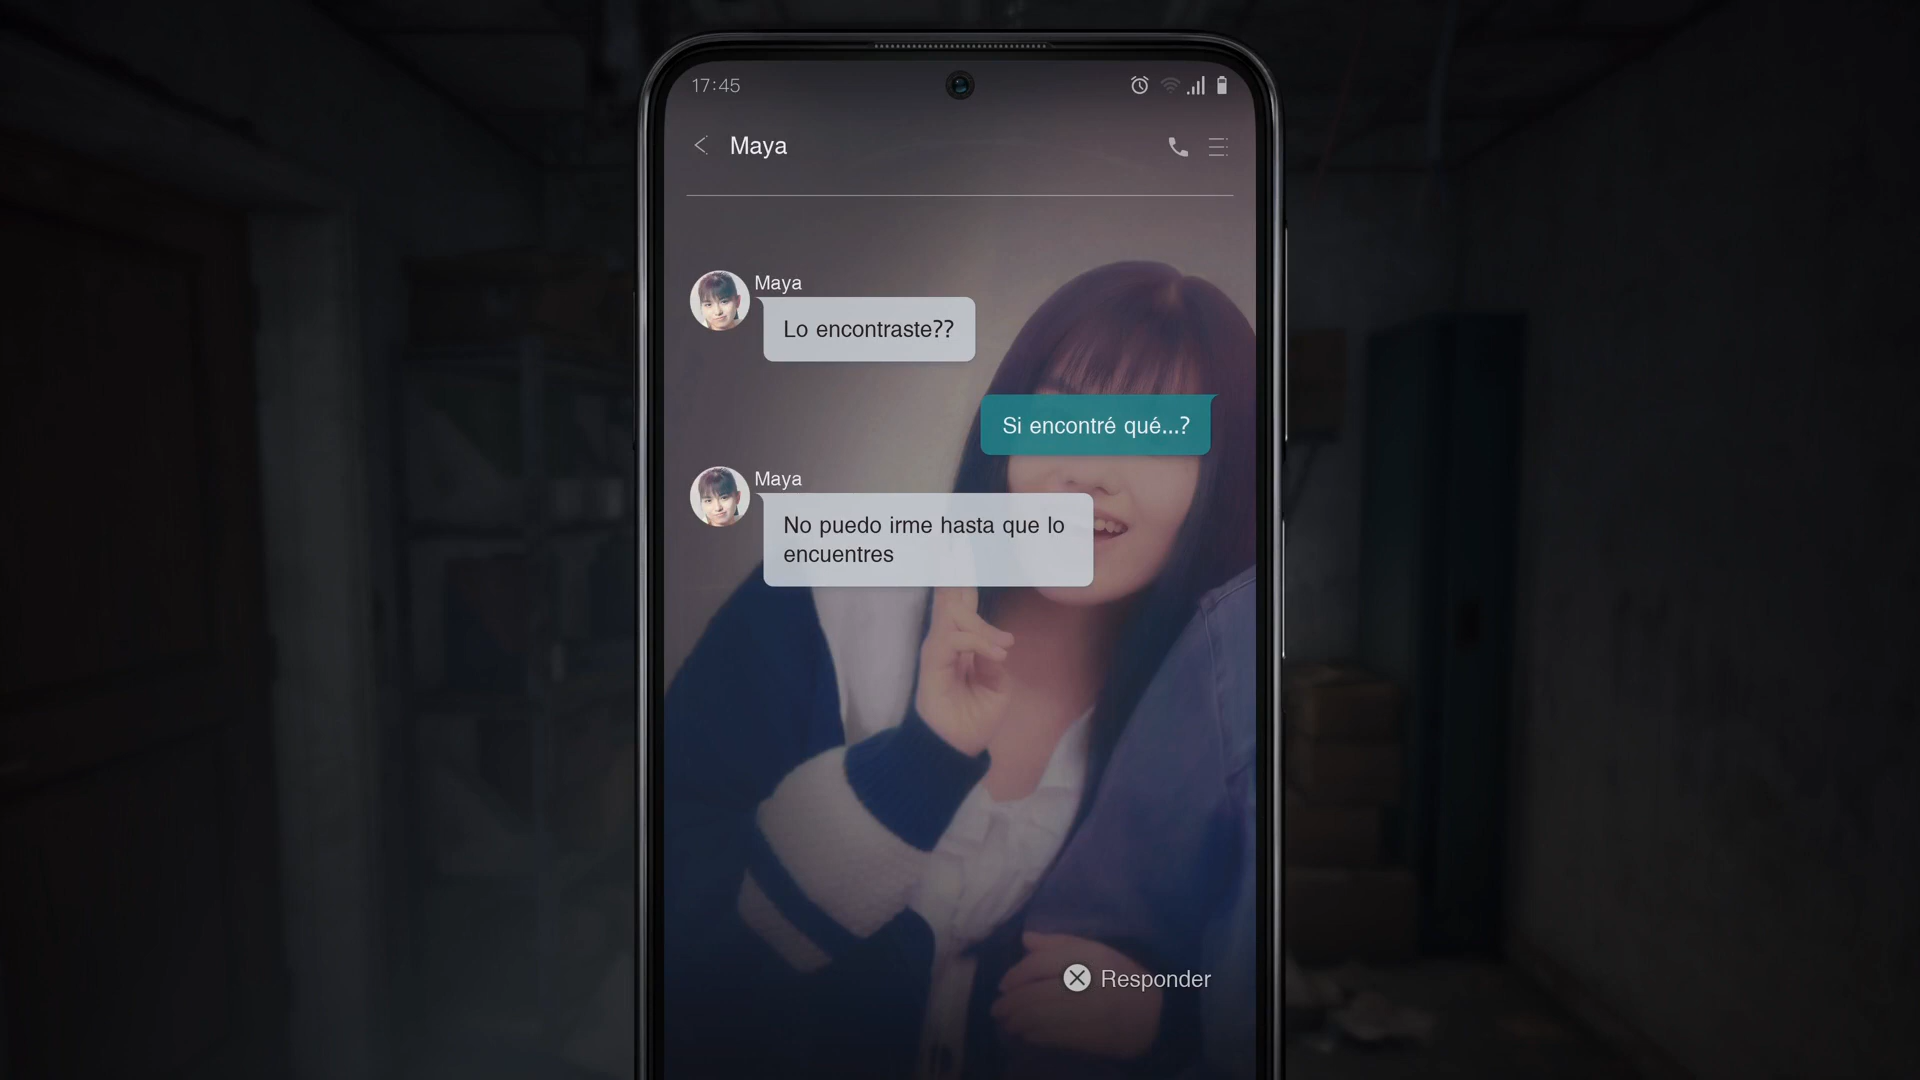 17:45
Maya
Maya
Lo encontraste??
Si encontré qué...?
Maya
No puedo irme hasta que lo
encuentres
Responder